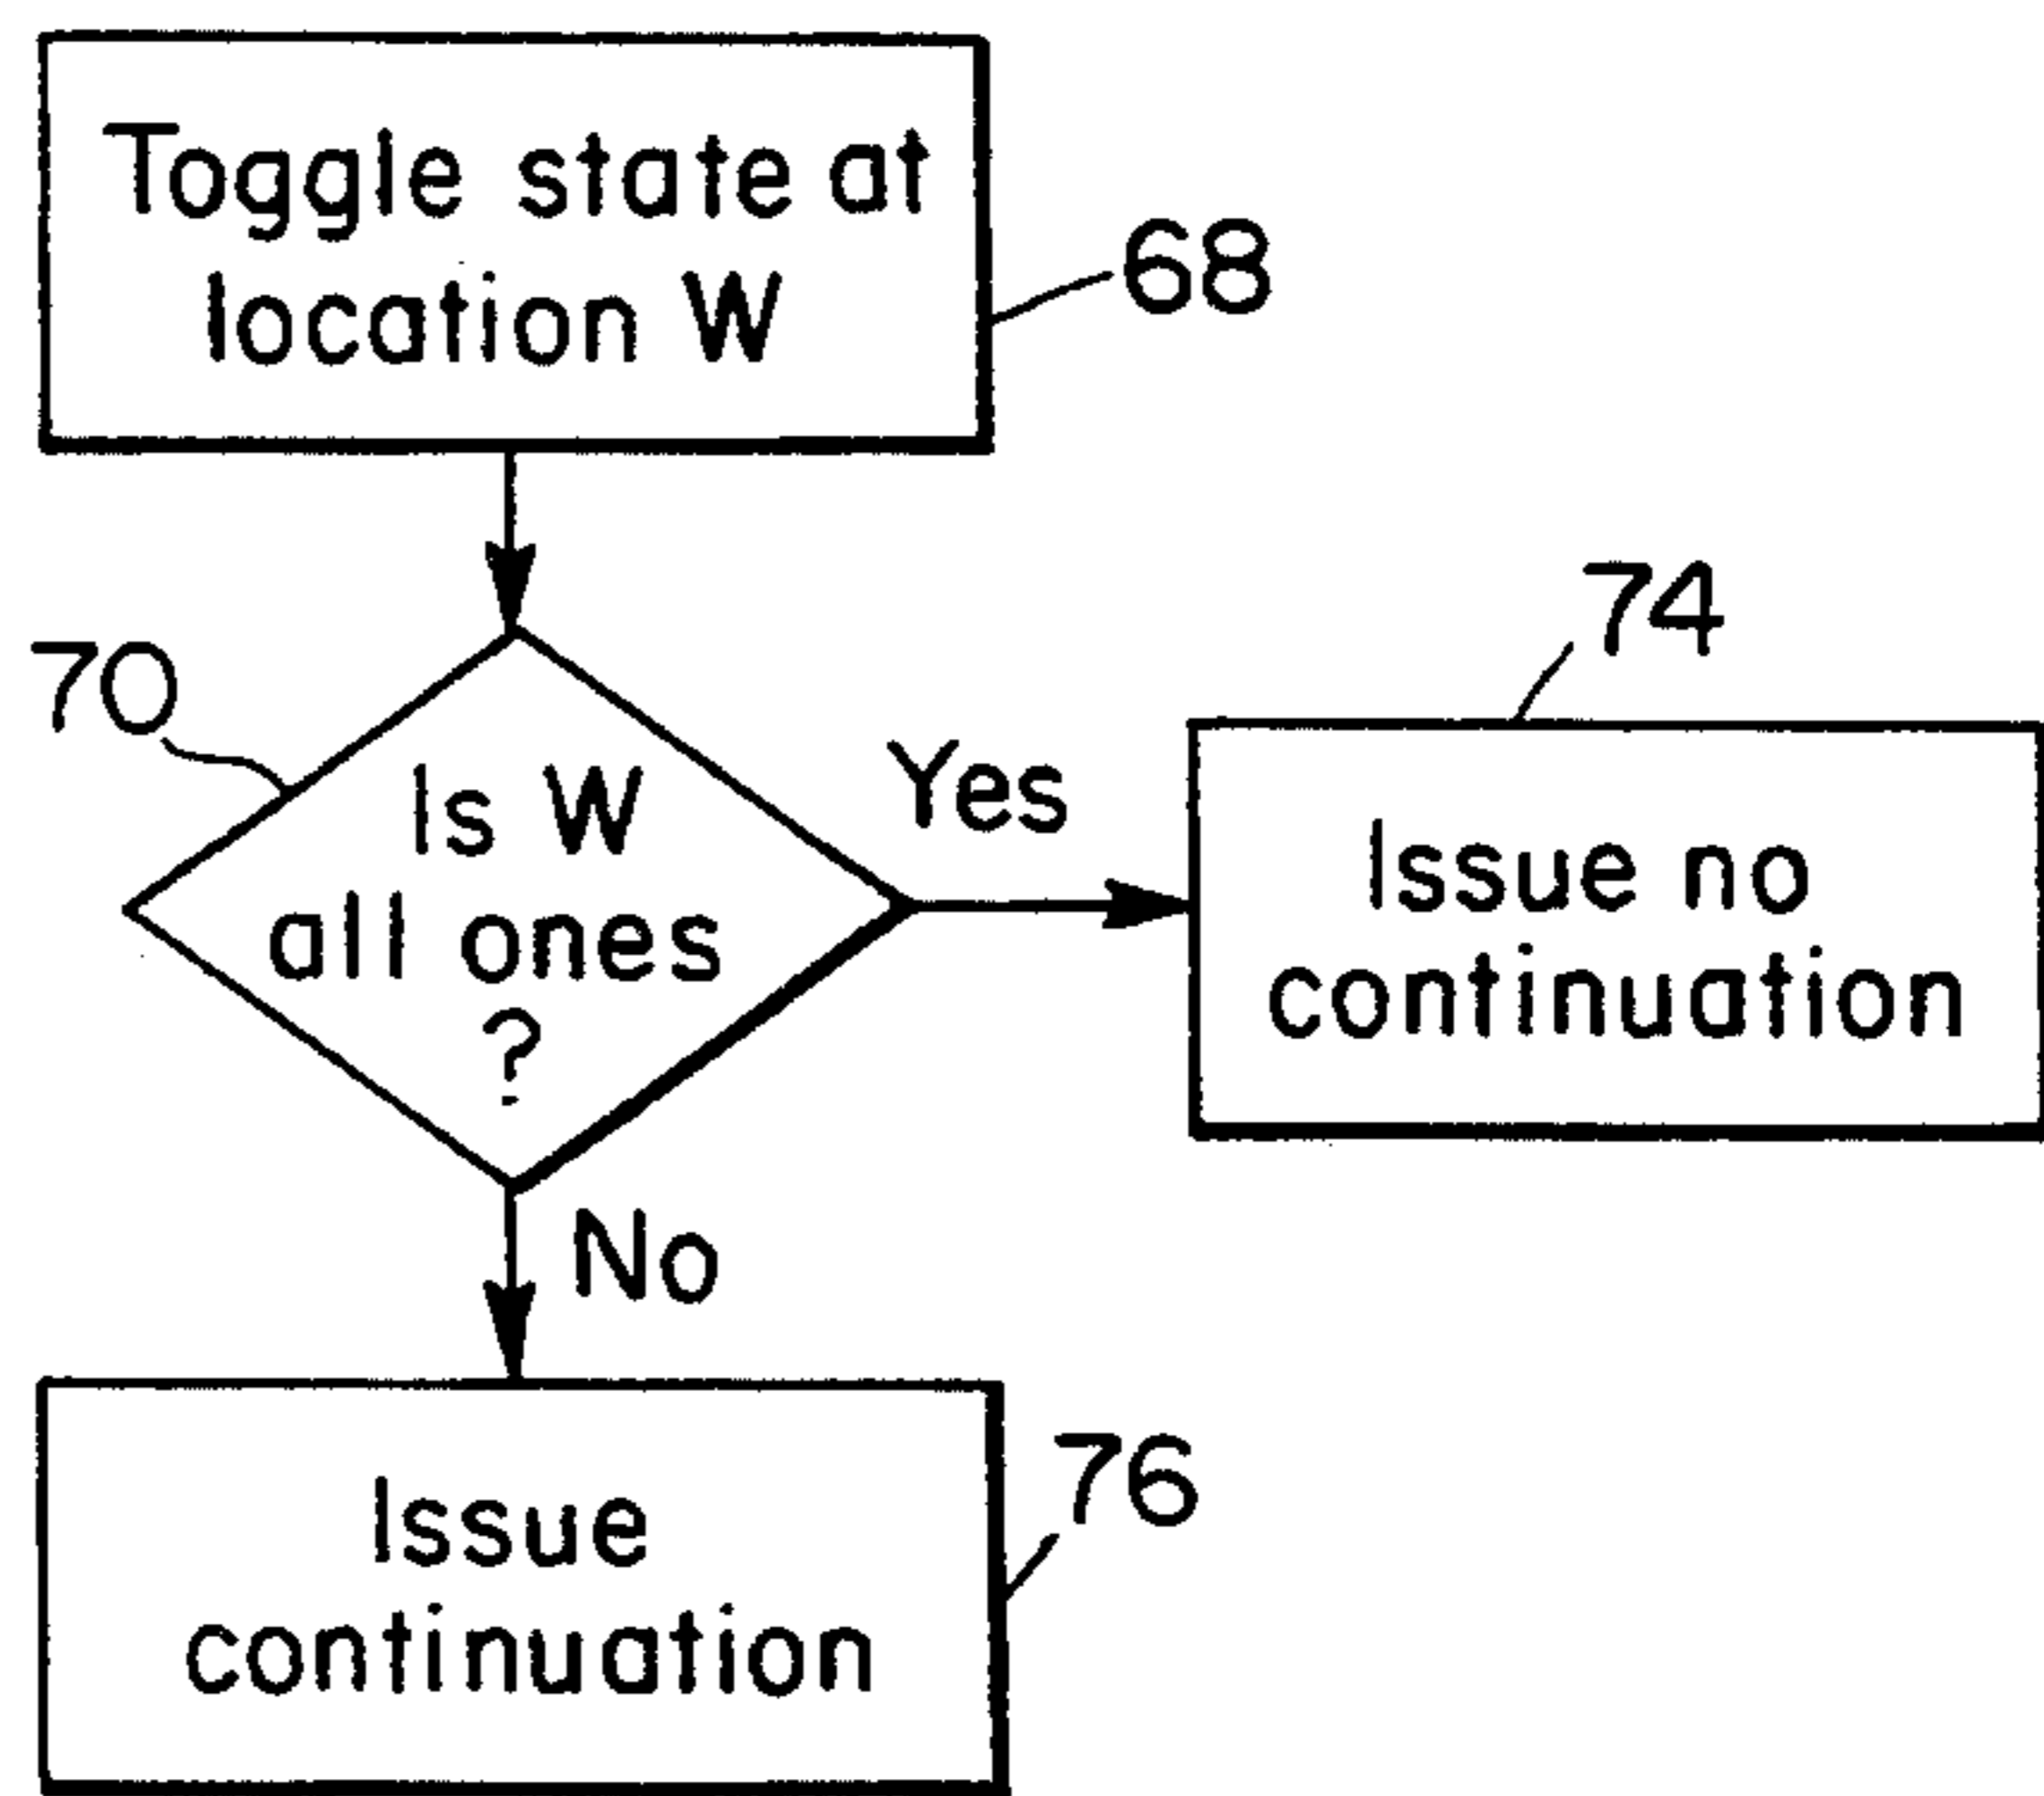 Toggle state at
location W
68
70
Is W
all ones
?
Yes
74
Issue no
continuation
No
Issue
continuation
76